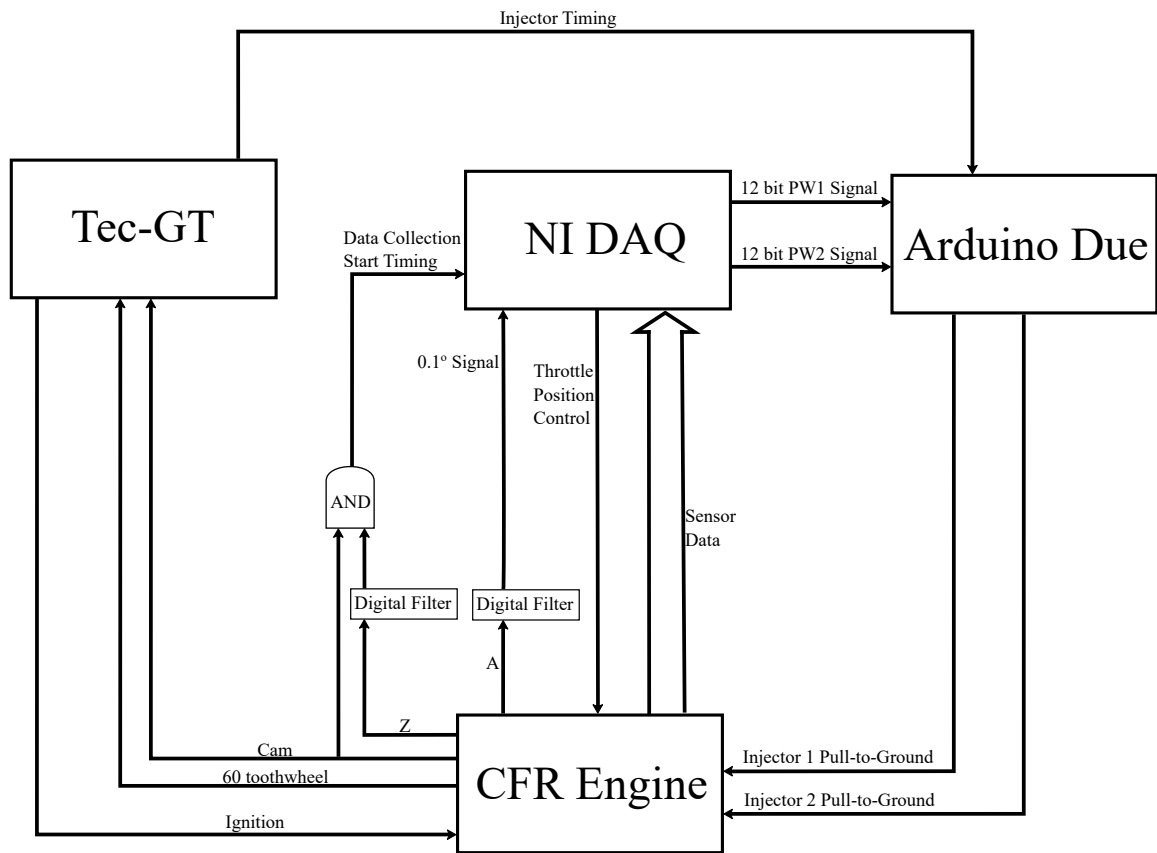 Injector Timing
Tec-GT
NI DAQ
Arduino Due
12 bit PW1 Signal
12 bit PW2 Signal
Data Collection
Start Timing
0.1º Signal
Throttle
Position
Control
AND
Sensor
Data
Digital Filter
Digital Filter
A
Z
Cam
60 toothwheel
Ignition
CFR Engine
Injector 1 Pull-to-Ground
Injector 2 Pull-to-Ground